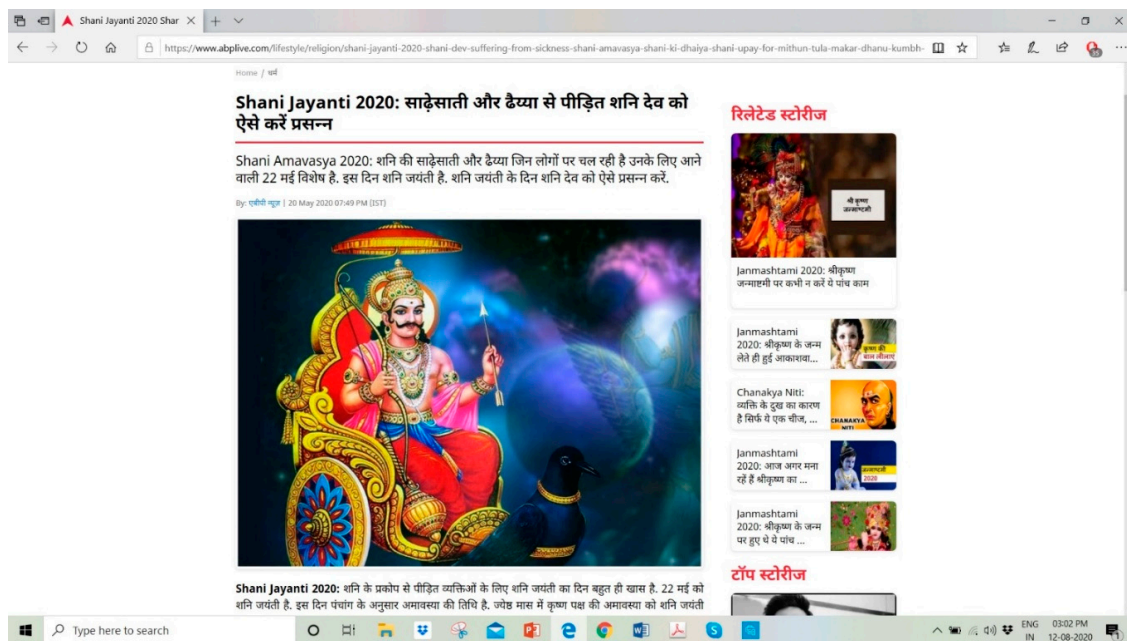 Shani Jayanti 2020 Shar
https://www.abplive.com/lifestyle/religion/shani-jayanti-2020-shani-dev-suffering-from-sickness-shani-amavasya-shani-ki-dhaiya-shani-upay-for-mithun-tula-makar-dhanu-kumbh-
Home / धर्म
Shani Jayanti 2020: साढ़ेसाती और ढैय्या से पीड़ित शनि देव को
ऐसे करें प्रसन्न
Shani Amavasya 2020: शनि की साढ़ेसाती और ढैय्या जिन लोगों पर चल रही है उनके लिए आने
वाली 22 मई विशेष है. इस दिन शनि जयंती है. शनि जयंती के दिन शनि देव को ऐसे प्रसन्न करें.
By: एबीपी न्यूज़ | 20 May 2020 07:49 PM (IST)
Shani Jayanti 2020: शनि के प्रकोप से पीड़ित व्यक्तिओं के लिए शनि जयंती का दिन बहुत ही खास है. 22 मई को
शनि जयंती है. इस दिन पंचांग के अनुसार अमावस्या की तिथि है. ज्येष्ठ मास में कृष्ण पक्ष की अमावस्या को शनि जयंती
रिलेटेड स्टोरीज
श्री कृष्ण
जन्माष्टमी
Janmashtami 2020: श्रीकृष्ण
जन्माष्टमी पर कभी न करें ये पांच काम
Janmashtami
2020: श्रीकृष्ण के जन्म
लेते ही हुई आकाशवा...
कृष्ण की
बाल लीलाएं
Chanakya Niti:
व्यक्ति के दुख का कारण
है सिर्फ ये एक चीज, ...
CHANAKYA
NITI
Janmashtami
2020: आज अगर मना
रहें हैं श्रीकृष्ण का ...
जन्माष्टमी
2020
Janmashtami
2020: श्रीकृष्ण के जन्म
पर हुए थे ये पांच ...
टॉप स्टोरीज
Type here to search
ENG
IN
03:02 PM
12-08-2020